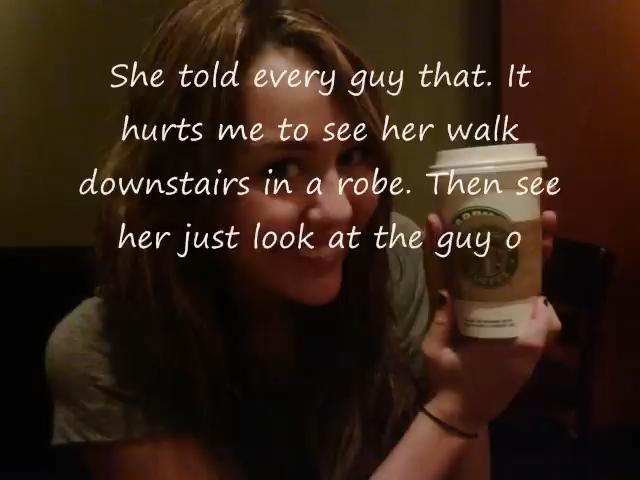 She told every guy that. It
hurts me to see her walk
downstairs in a robe. Then see
her just look at the guy o